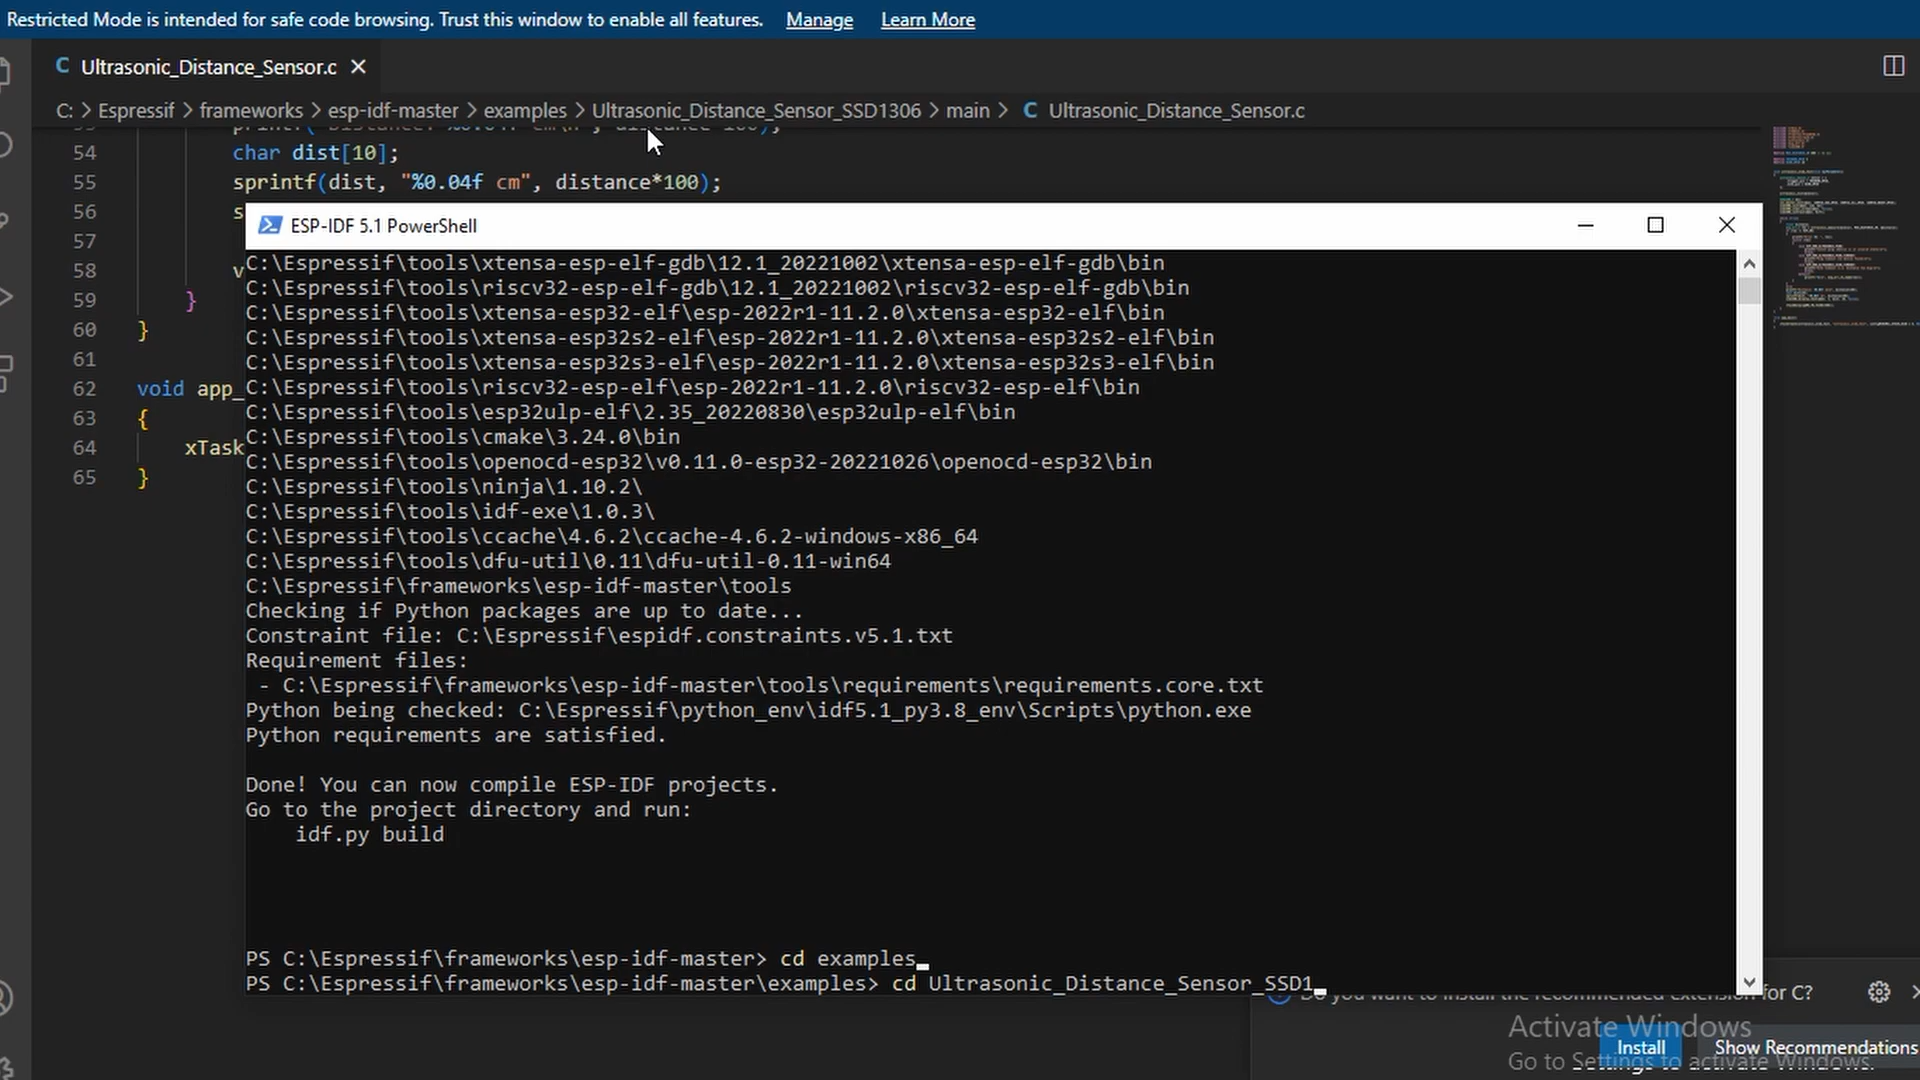 Restricted Mode is intended for safe code browsing. Trust this window to enable all features. Manage Learn More
C Ultrasonic_Distance_Sensor.c
C: > Espressif > frameworks > esp-idf-master > examples > Ultrasonic_Distance_Sensor_SSD1306 > main > C Ultrasonic_Distance_Sensor.c
54 char dist[10];
55 sprintf(dist, "%0.04f cm", distance*100);
56 s
57
58 v
59 }
60 }
61
62 void app_
63 {
64 xTask
65 }
ESP-IDF 5.1 PowerShell
C:\Espressif\tools\xtensa-esp-elf-gdb\12.1_20221002\xtensa-esp-elf-gdb\bin
C:\Espressif\tools\riscv32-esp-elf-gdb\12.1_20221002\riscv32-esp-elf-gdb\bin
C:\Espressif\tools\xtensa-esp32-elf\esp-2022r1-11.2.0\xtensa-esp32-elf\bin
C:\Espressif\tools\xtensa-esp32s2-elf\esp-2022r1-11.2.0\xtensa-esp32s2-elf\bin
C:\Espressif\tools\xtensa-esp32s3-elf\esp-2022r1-11.2.0\xtensa-esp32s3-elf\bin
C:\Espressif\tools\riscv32-esp-elf\esp-2022r1-11.2.0\riscv32-esp-elf\bin
C:\Espressif\tools\esp32ulp-elf\2.35_20220830\esp32ulp-elf\bin
C:\Espressif\tools\cmake\3.24.0\bin
C:\Espressif\tools\openocd-esp32\v0.11.0-esp32-20221026\openocd-esp32\bin
C:\Espressif\tools\ninja\1.10.2\
C:\Espressif\tools\idf-exe\1.0.3\
C:\Espressif\tools\ccache\4.6.2\ccache-4.6.2-windows-x86_64
C:\Espressif\tools\dfu-util\0.11\dfu-util-0.11-win64
C:\Espressif\frameworks\esp-idf-master\tools
Checking if Python packages are up to date...
Constraint file: C:\Espressif\espidf.constraints.v5.1.txt
Requirement files:
- C:\Espressif\frameworks\esp-idf-master\tools\requirements\requirements.core.txt
Python being checked: C:\Espressif\python_env\idf5.1_py3.8_env\Scripts\python.exe
Python requirements are satisfied.
Done! You can now compile ESP-IDF projects.
Go to the project directory and run:
idf.py build
PS C:\Espressif\frameworks\esp-idf-master> cd examples
PS C:\Espressif\frameworks\esp-idf-master\examples> cd Ultrasonic_Distance_Sensor_SSD1
Do you want to install the recommended extension for C?
Activate Windows
Install Show Recommendations
Go to Settings to activate Windows.